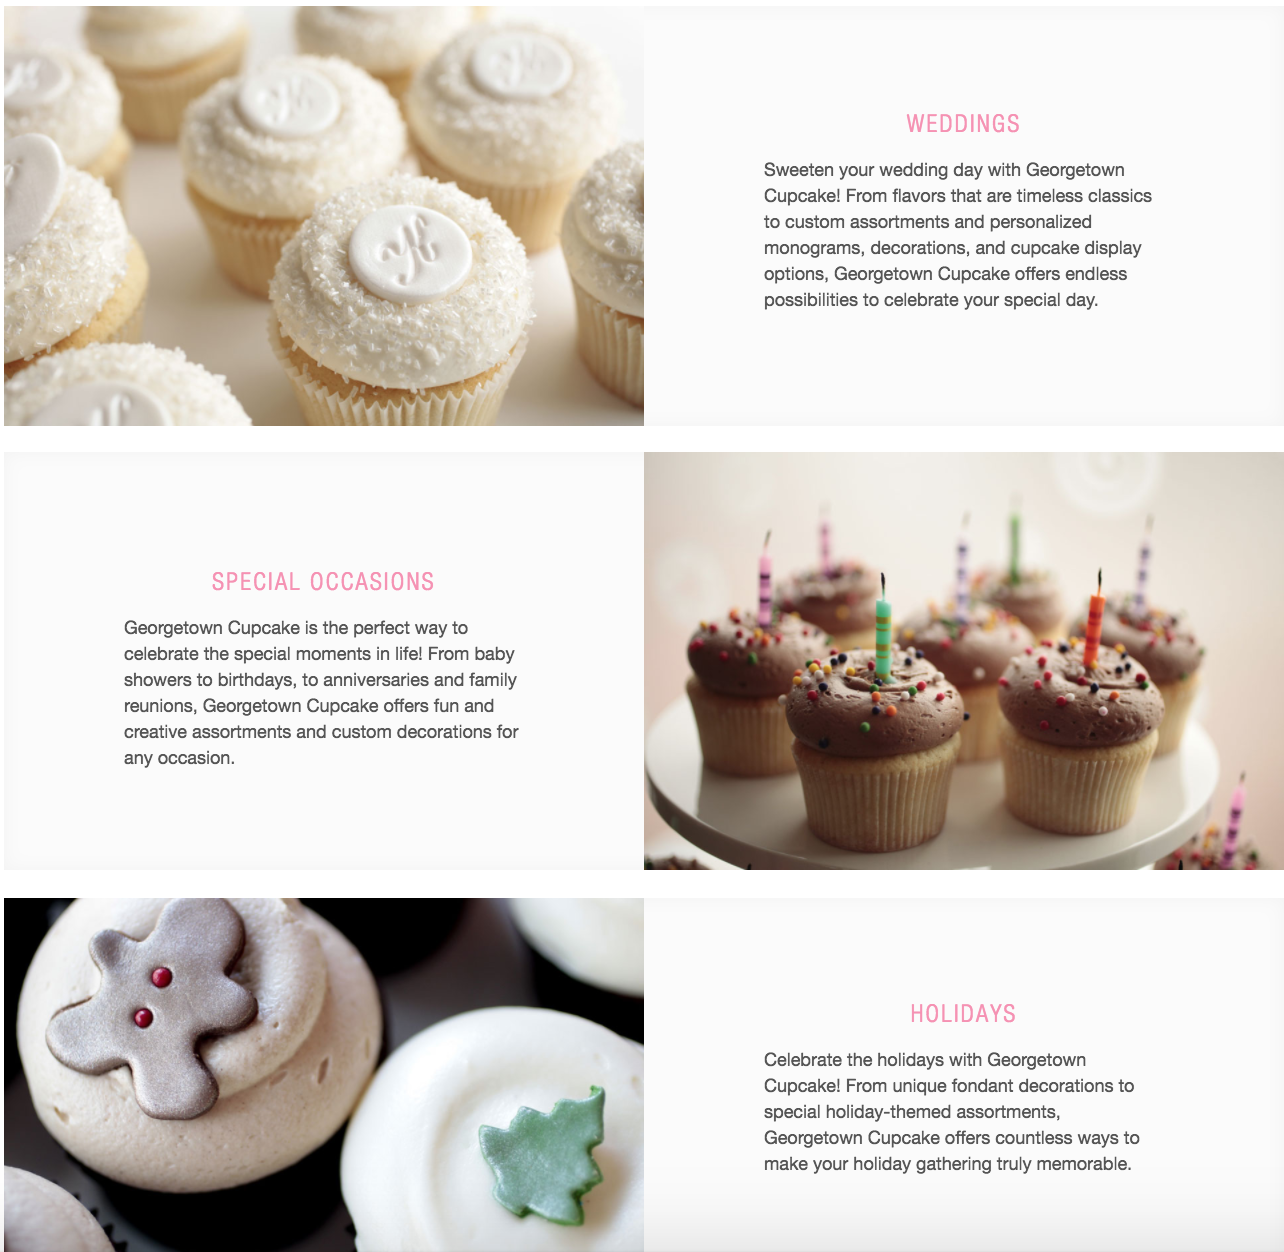 WEDDINGS
Sweeten your wedding day with Georgetown
Cupcake! From flavors that are timeless classics
to custom assortments and personalized
monograms, decorations, and cupcake display
options, Georgetown Cupcake offers endless
possibilities to celebrate your special day.
SPECIAL OCCASIONS
Georgetown Cupcake is the perfect way to
celebrate the special moments in life! From baby
showers to birthdays, to anniversaries and family
reunions, Georgetown Cupcake offers fun and
creative assortments and custom decorations for
any occasion.
HOLIDAYS
Celebrate the holidays with Georgetown
Cupcake! From unique fondant decorations to
special holiday-themed assortments,
Georgetown Cupcake offers countless ways to
make your holiday gathering truly memorable.